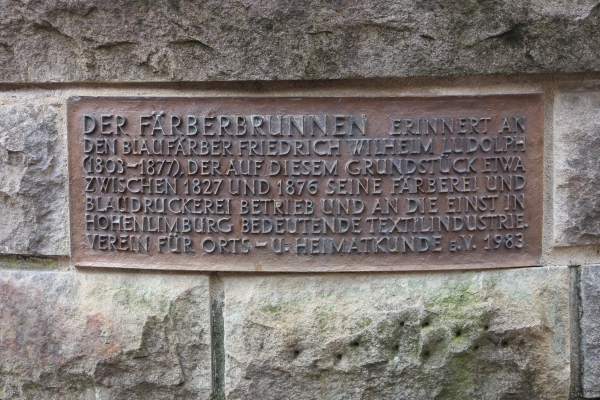 DER FÄRBERBRUNNEN ERINNERT AN
DEN BLAUFÄRBER FRIEDRICH WILHELM LUDOLPH
(1803-1877), DER AUF DIESEM GRUNDSTÜCK ETWA
ZWISCHEN 1827 UND 1876 SEINE FÄRBEREI UND
BLAUDRUCKEREI BETRIEB UND AN DIE EINST IN
HOHENLIMBURG BEDEUTENDE TEXTILINDUSTRIE.
VEREIN FÜR ORTS- U. HEIMATKUNDE e.V. 1983